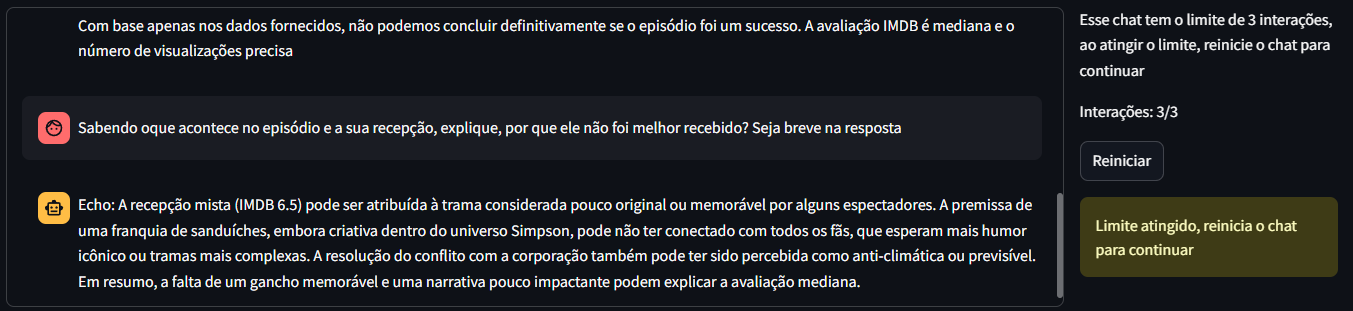 Com base apenas nos dados fornecidos, não podemos concluir definitivamente se o episódio foi um sucesso. A avaliação IMDB é mediana e o
número de visualizações precisa
Sabendo oque acontece no episódio e a sua recepção, explique, por que ele não foi melhor recebido? Seja breve na resposta
Echo: A recepção mista (IMDB 6.5) pode ser atribuída à trama considerada pouco original ou memorável por alguns espectadores. A premissa de
uma franquia de sanduíches, embora criativa dentro do universo Simpson, pode não ter conectado com todos os fãs, que esperam mais humor
icônico ou tramas mais complexas. A resolução do conflito com a corporação também pode ter sido percebida como anti-climática ou previsível.
Em resumo, a falta de um gancho memorável e uma narrativa pouco impactante podem explicar a avaliação mediana.
Esse chat tem o limite de 3 interações,
ao atingir o limite, reinicie o chat para
continuar
Interações: 3/3
Reiniciar
Limite atingido, reinicia o chat
para continuar